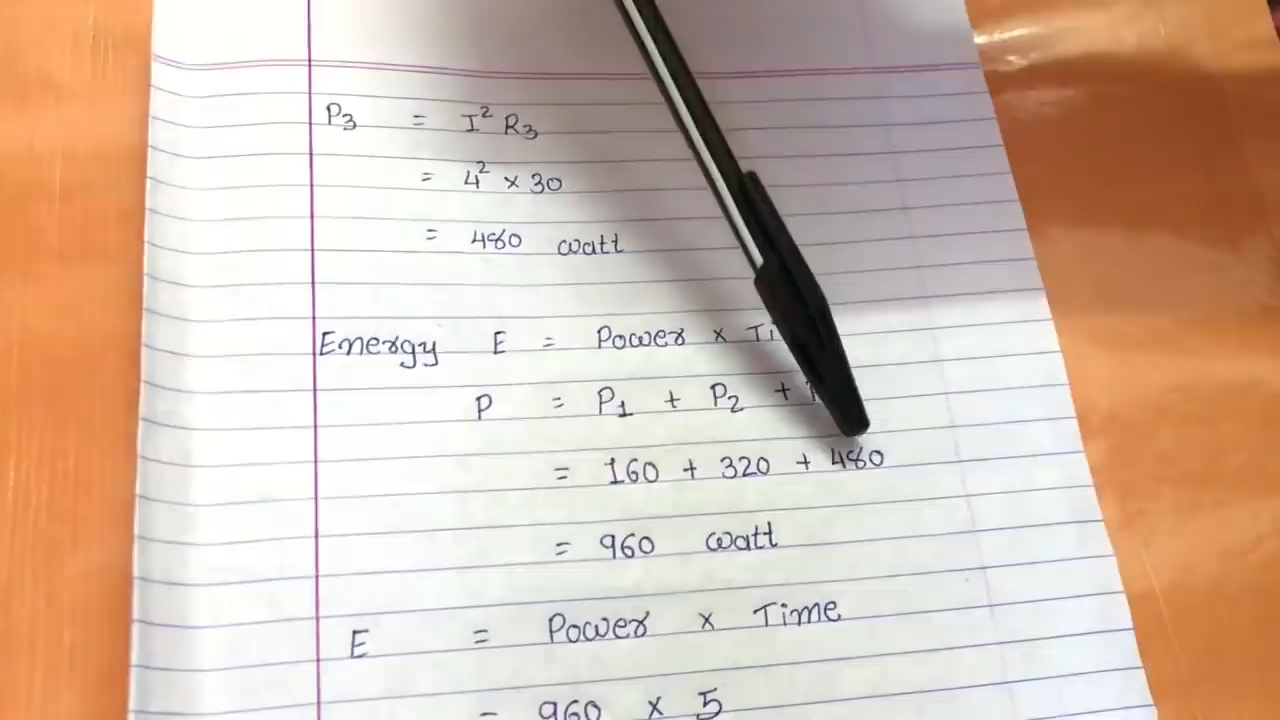 P₃ = I² R₃
= 4² × 30
= 480 watt
Energy E = Power × Ti
P = P₁ + P₂ +
= 160 + 320 + 480
= 960 watt
E = Power × Time
= 960 × 5